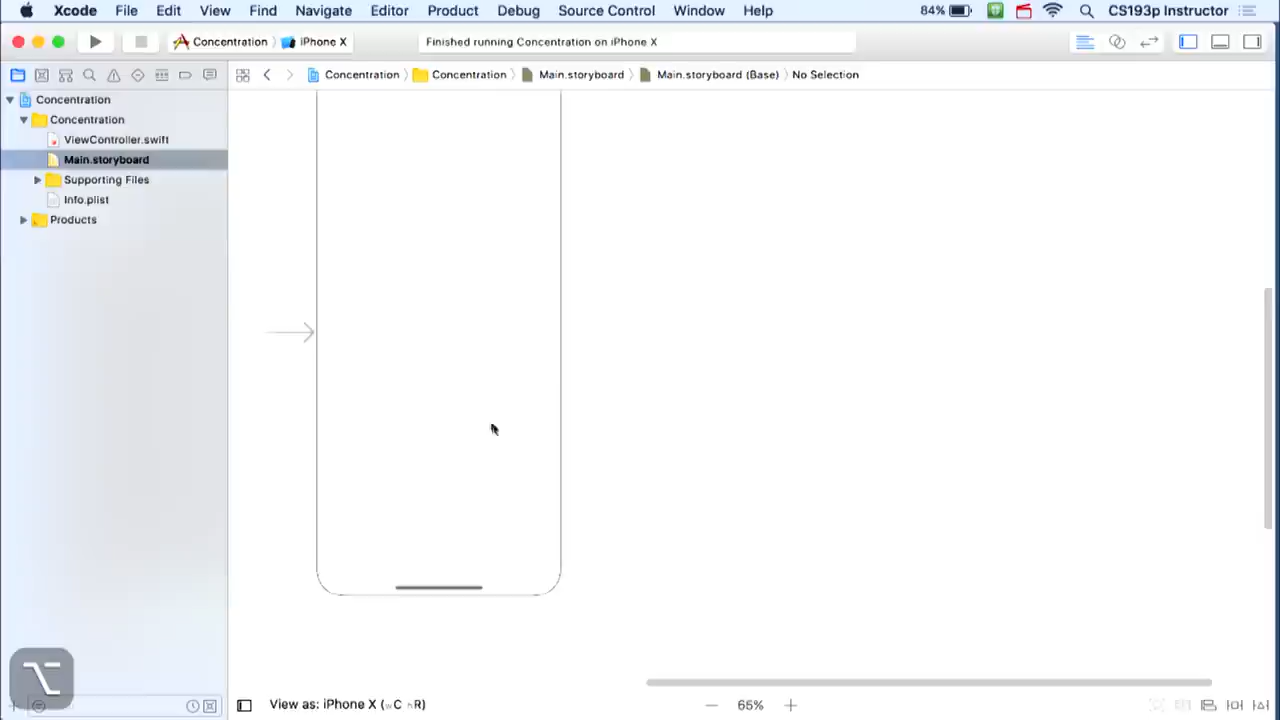 Xcode File Edit View Find Navigate Editor Product Debug Source Control Window Help 84% CS193p Instructor
Concentration iPhone X Finished running Concentration on iPhone X
Concentration Concentration Main.storyboard Main.storyboard (Base) No Selection
Concentration
Concentration
ViewController.swift
Main.storyboard
Supporting Files
Info.plist
Products
⌥
View as: iPhone X (wC hR) 65%